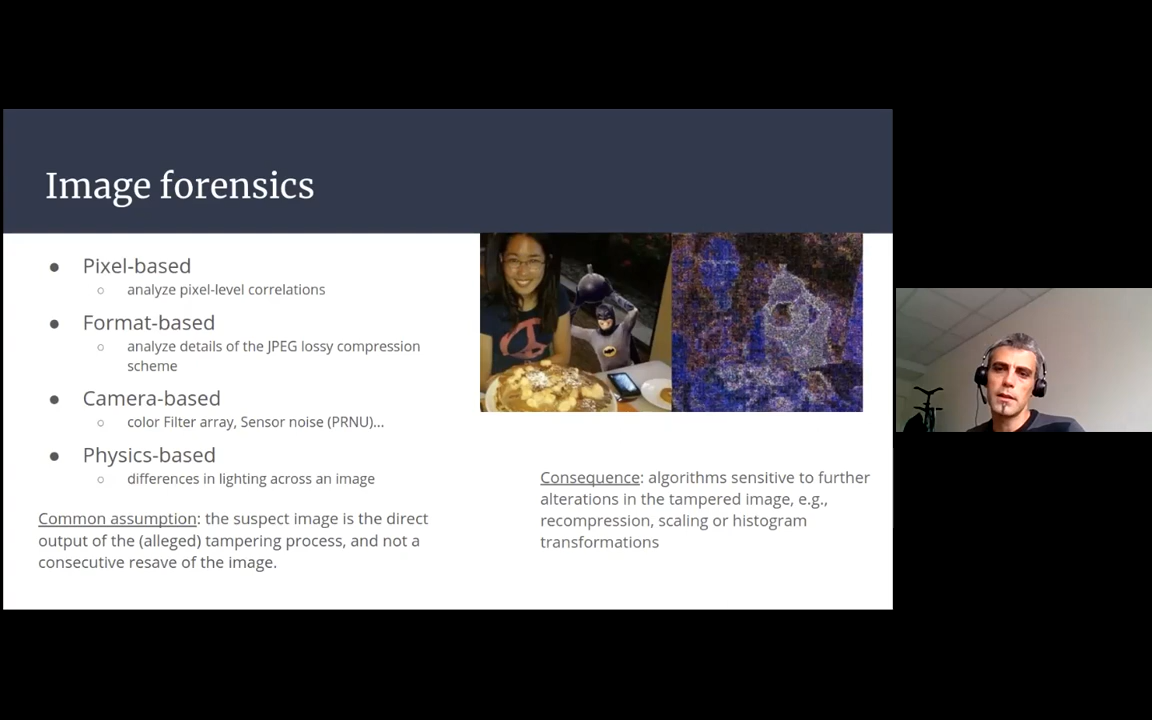 Image forensics
● Pixel-based
○ analyze pixel-level correlations
● Format-based
○ analyze details of the JPEG lossy compression
scheme
● Camera-based
○ color Filter array, Sensor noise (PRNU)...
● Physics-based
○ differences in lighting across an image
Common assumption: the suspect image is the direct
output of the (alleged) tampering process, and not a
consecutive resave of the image.
Consequence: algorithms sensitive to further
alterations in the tampered image, e.g.,
recompression, scaling or histogram
transformations